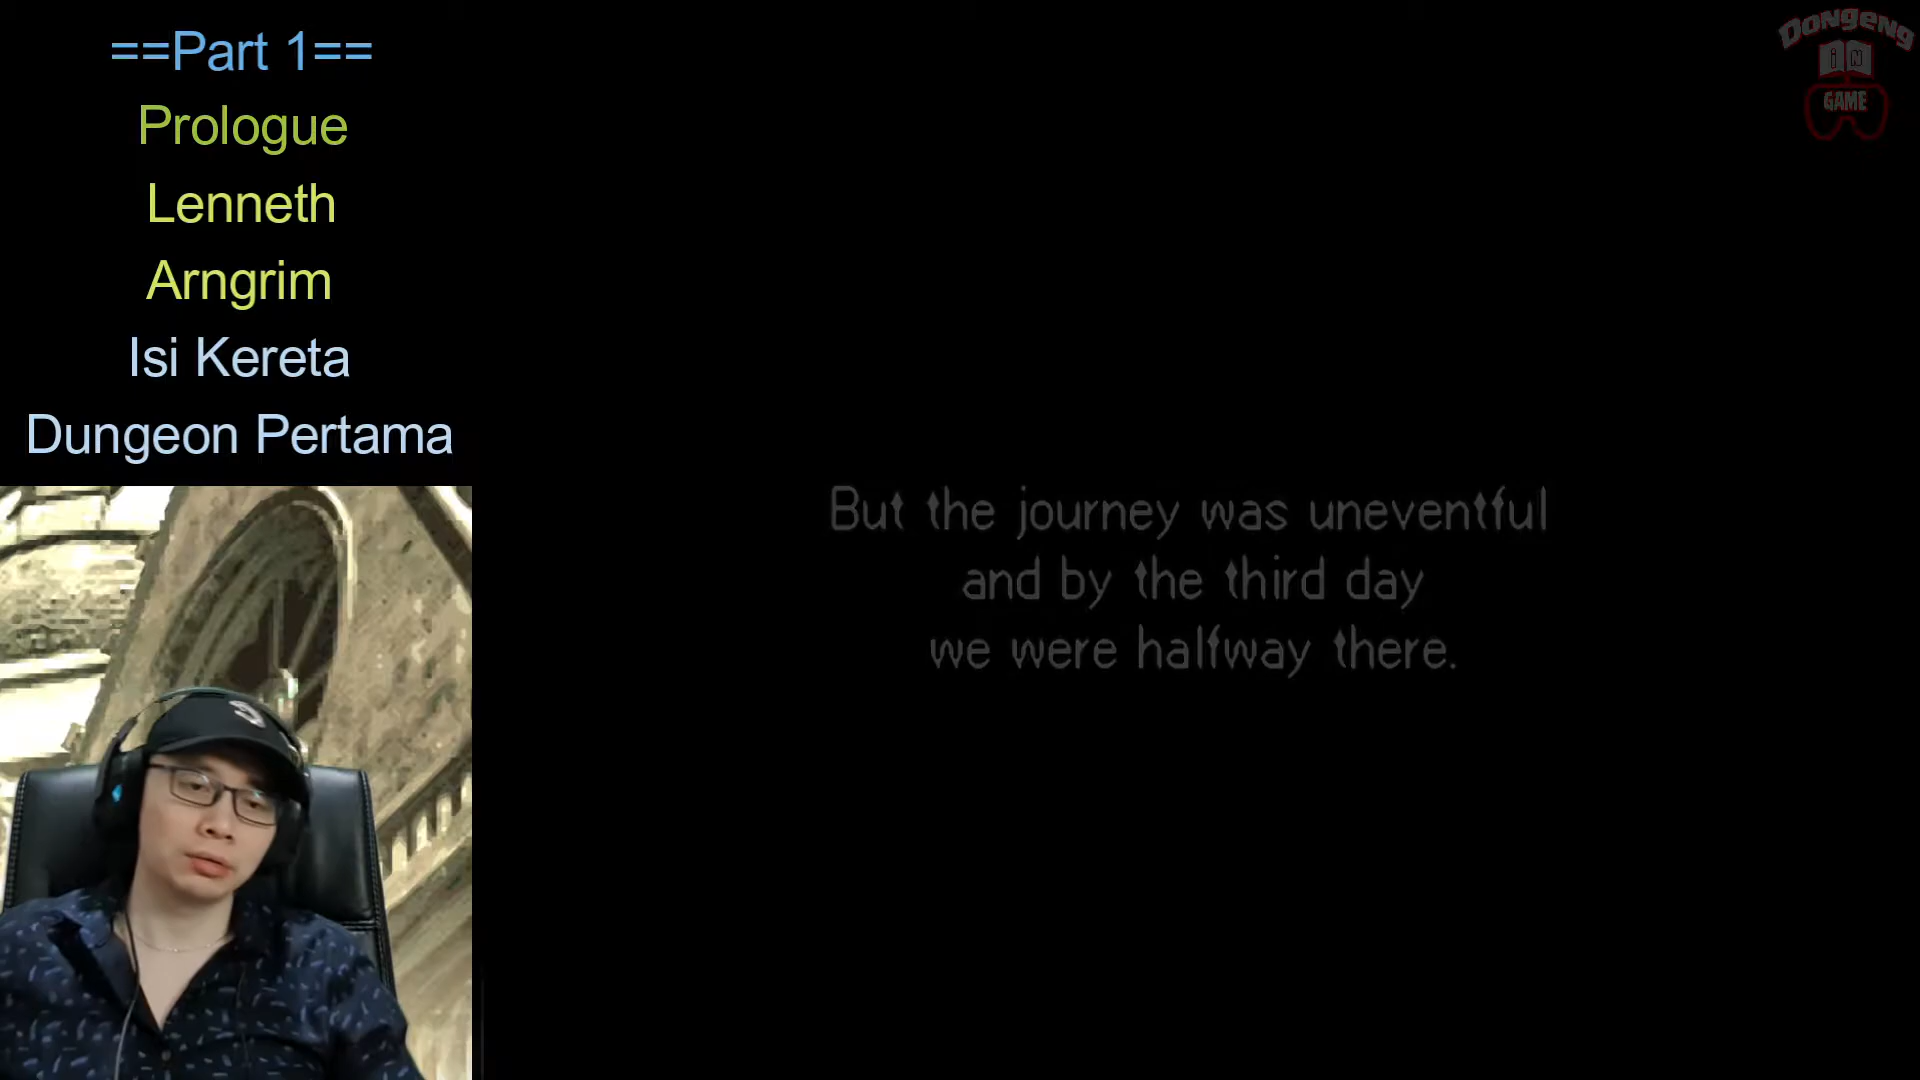 ==Part 1==
Prologue
Lenneth
Arngrim
Isi Kereta
Dungeon Pertama
DONGENG
iN
GAME
But the journey was uneventful
and by the third day
we were halfway there.